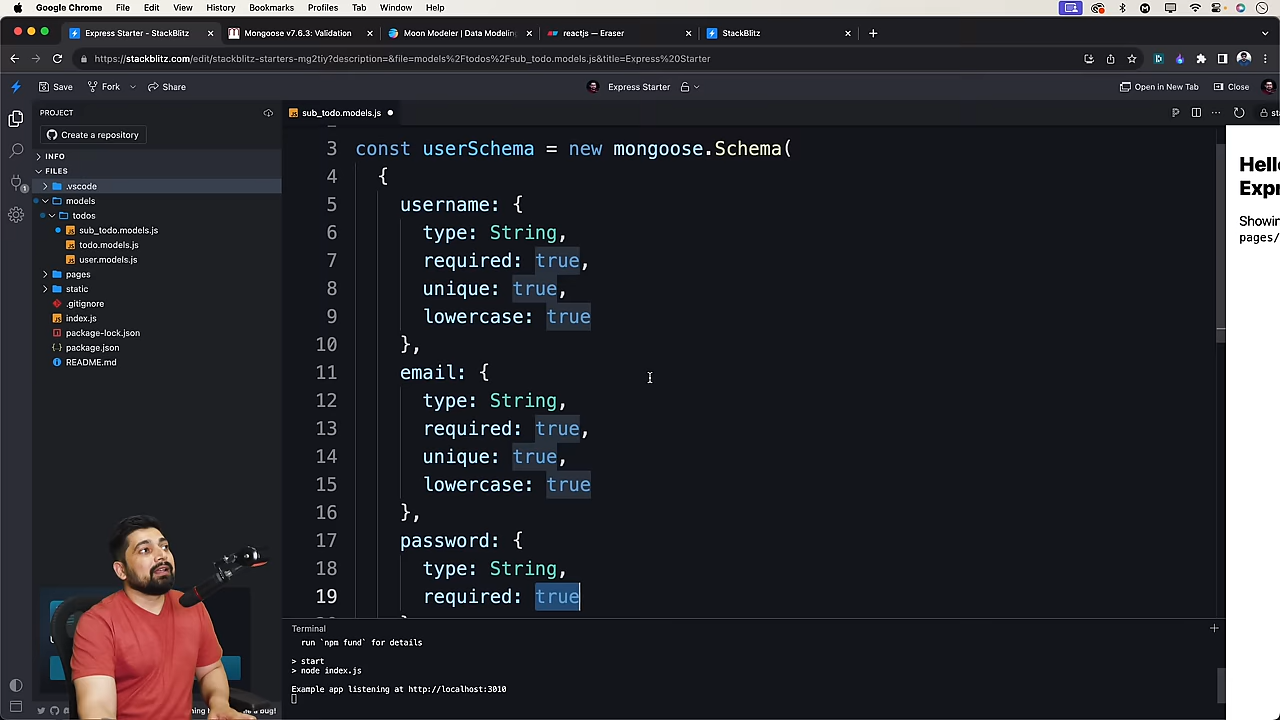 Google Chrome File Edit View History Bookmarks Profiles Tab Window Help
Express Starter - StackBlitz
Mongoose v7.6.3: Validation
Moon Modeler | Data Modeling
reactjs — Eraser
StackBlitz
https://stackblitz.com/edit/stackblitz-starters-mg2tiy?description=&file=models%2Ftodos%2Fsub_todo.models.js&title=Express%20Starter
Save Fork Share
Express Starter
Open in New Tab Close
PROJECT
Create a repository
INFO
FILES
.vscode
models
todos
sub_todo.models.js
todo.models.js
user.models.js
pages
static
.gitignore
index.js
package-lock.json
package.json
README.md
sub_todo.models.js
3 const userSchema = new mongoose.Schema(
4 {
5 username: {
6 type: String,
7 required: true,
8 unique: true,
9 lowercase: true
10 },
11 email: {
12 type: String,
13 required: true,
14 unique: true,
15 lowercase: true
16 },
17 password: {
18 type: String,
19 required: true
Terminal
run `npm fund` for details
> start
> node index.js
Example app listening at http://localhost:3010
Hell
Expr
Showin
pages/
a bug!